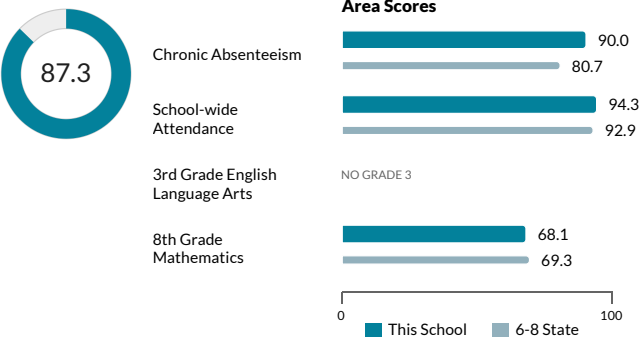 Area Scores
87.3
Chronic Absenteeism
90.0
80.7
School-wide
Attendance
94.3
92.9
3rd Grade English
Language Arts
NO GRADE 3
8th Grade
Mathematics
68.1
69.3
0
100
This School
6-8 State